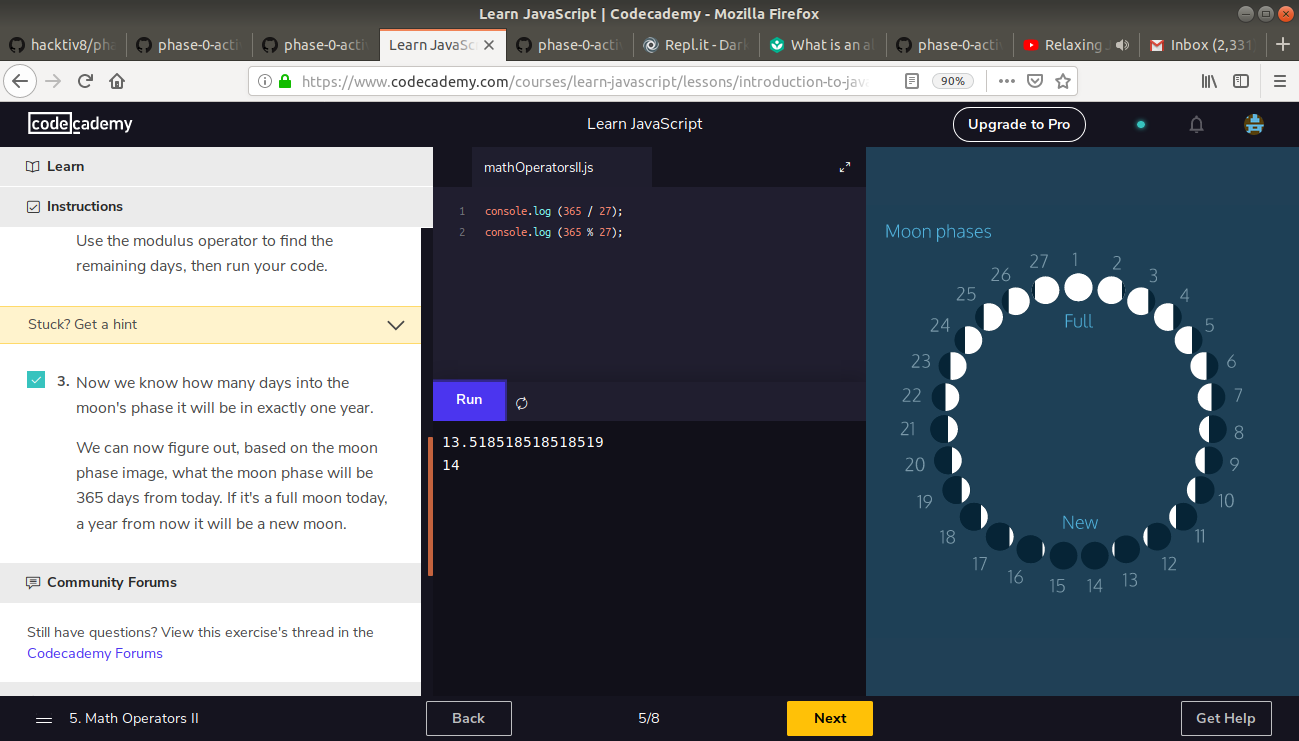 Learn JavaScript | Codecademy - Mozilla Firefox
hacktiv8/pha
phase-0-acti
phase-0-acti
Learn JavaSc
phase-0-acti
Repl.it - Dark
What is an al
phase-0-acti
Relaxing
Inbox (2,331
https://www.codecademy.com/courses/learn-javascript/lessons/introduction-to-java
90%
codecademy
Learn JavaScript
Upgrade to Pro
Learn
Instructions
Use the modulus operator to find the
remaining days, then run your code.
Stuck? Get a hint
3. Now we know how many days into the
moon's phase it will be in exactly one year.
We can now figure out, based on the moon
phase image, what the moon phase will be
365 days from today. If it's a full moon today,
a year from now it will be a new moon.
Community Forums
Still have questions? View this exercise's thread in the
Codecademy Forums
mathOperatorsII.js
1 console.log (365 / 27);
2 console.log (365 % 27);
Run
13.518518518518519
14
Moon phases
1
2
3
4
5
6
7
8
9
10
11
12
13
14
15
16
17
18
19
20
21
22
23
24
25
26
27
Full
New
5. Math Operators II
Back
5/8
Next
Get Help